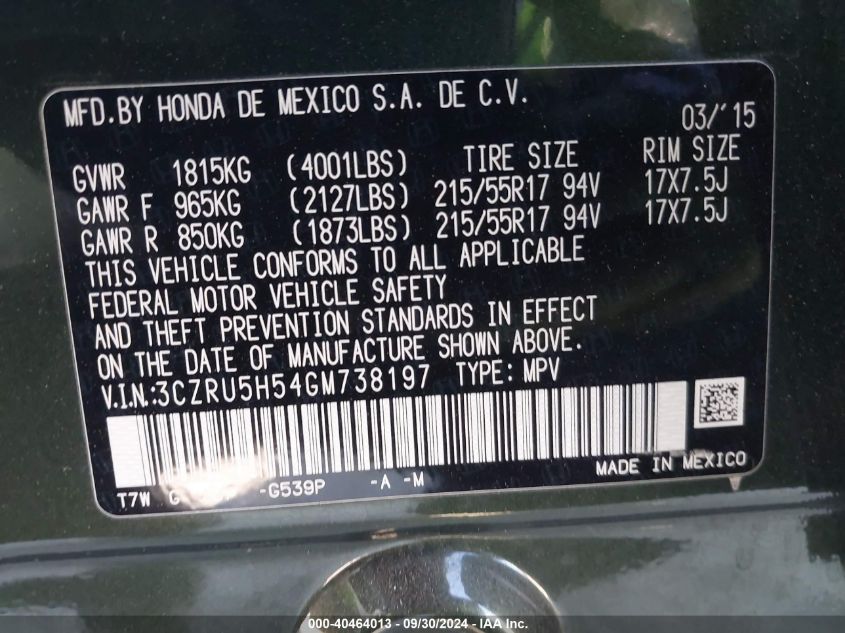 MFD.BY HONDA DE MEXICO S.A. DE C.V.
03/'15
GVWR 1815KG (4001LBS) TIRE SIZE RIM SIZE
GAWR F 965KG (2127LBS) 215/55R17 94V 17X7.5J
GAWR R 850KG (1873LBS) 215/55R17 94V 17X7.5J
THIS VEHICLE CONFORMS TO ALL APPLICABLE
FEDERAL MOTOR VEHICLE SAFETY
AND THEFT PREVENTION STANDARDS IN EFFECT
ON THE DATE OF MANUFACTURE SHOWN ABOVE.
V.I.N.:3CZRU5H54GM738197 TYPE: MPV
MADE IN MEXICO
T7W -G539P -A -M
000-40464013 - 09/30/2024 - IAA Inc.